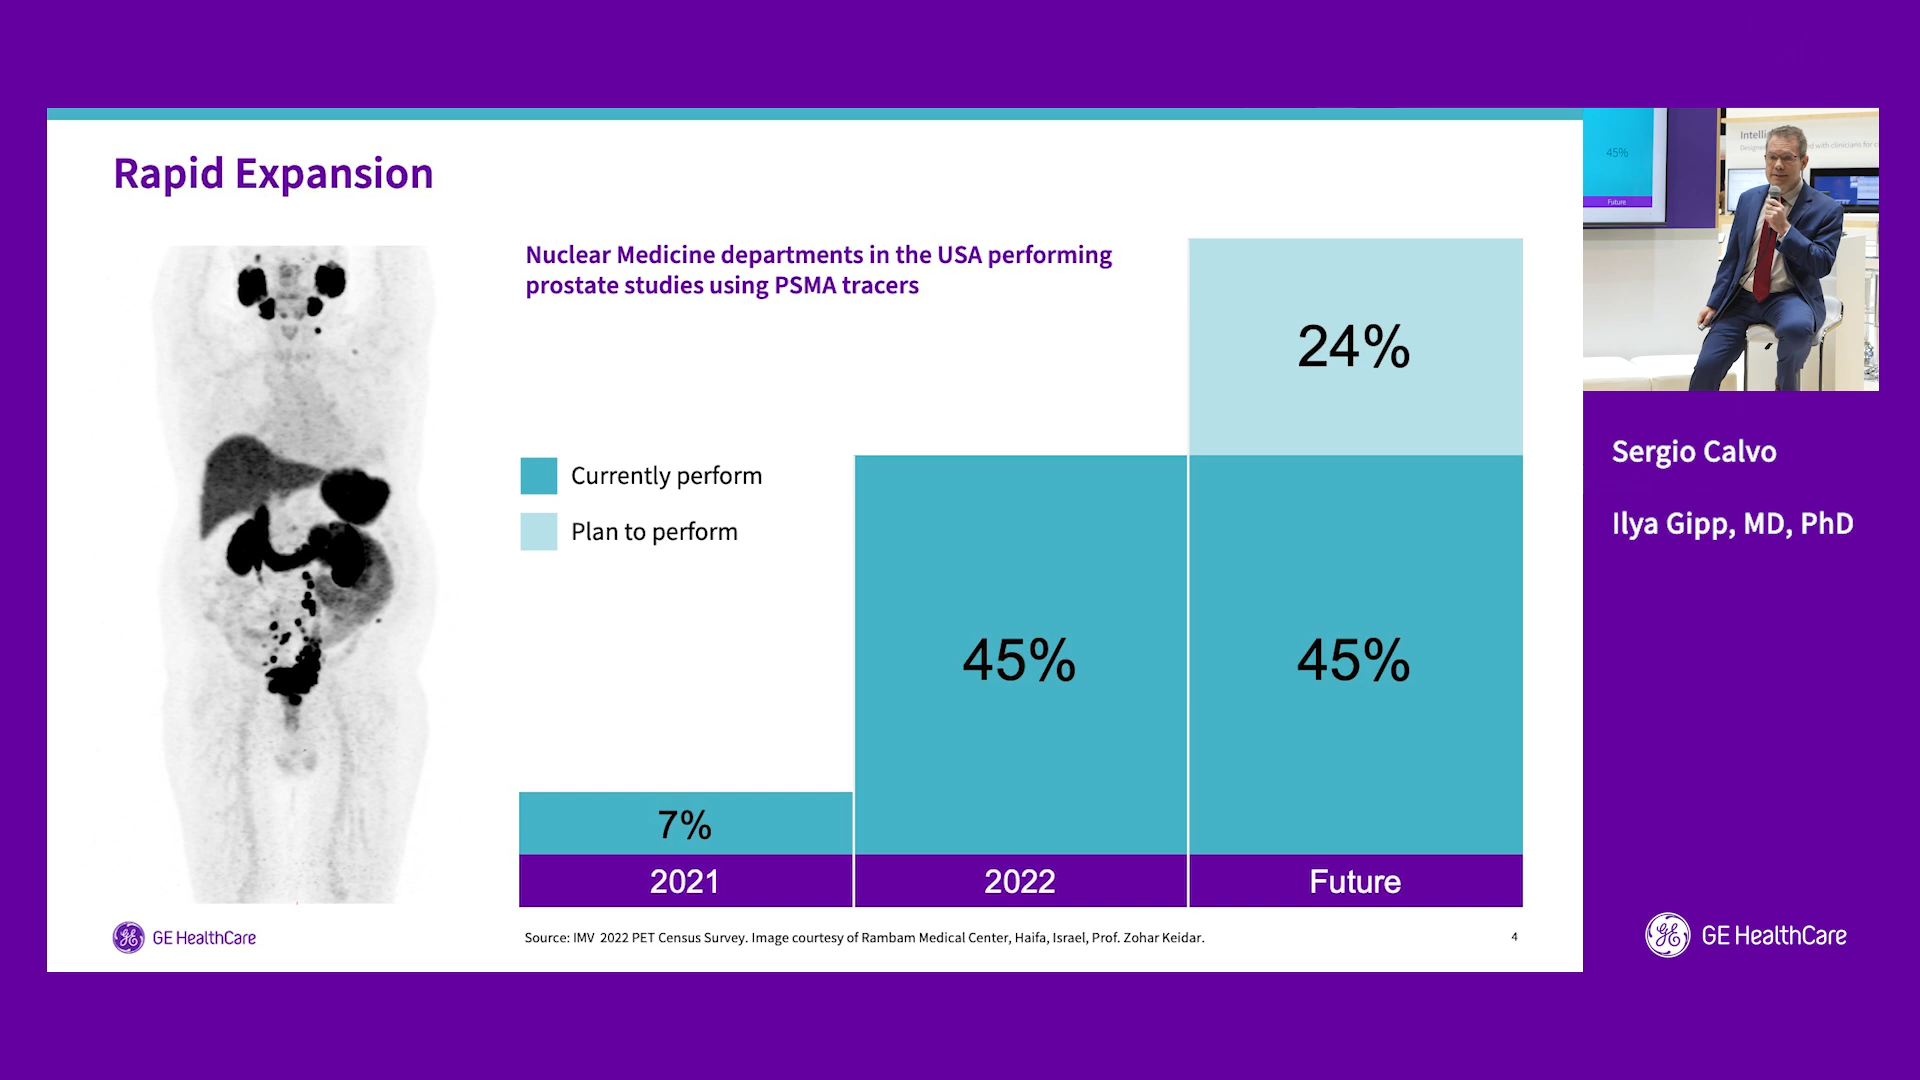 Rapid Expansion
Nuclear Medicine departments in the USA performing
prostate studies using PSMA tracers
24%
Currently perform
Plan to perform
45%
45%
7%
2021
2022
Future
GE HealthCare
Source: IMV 2022 PET Census Survey. Image courtesy of Rambam Medical Center, Haifa, Israel, Prof. Zohar Keidar.
4
45%
Future
Sergio Calvo
Ilya Gipp, MD, PhD
GE HealthCare